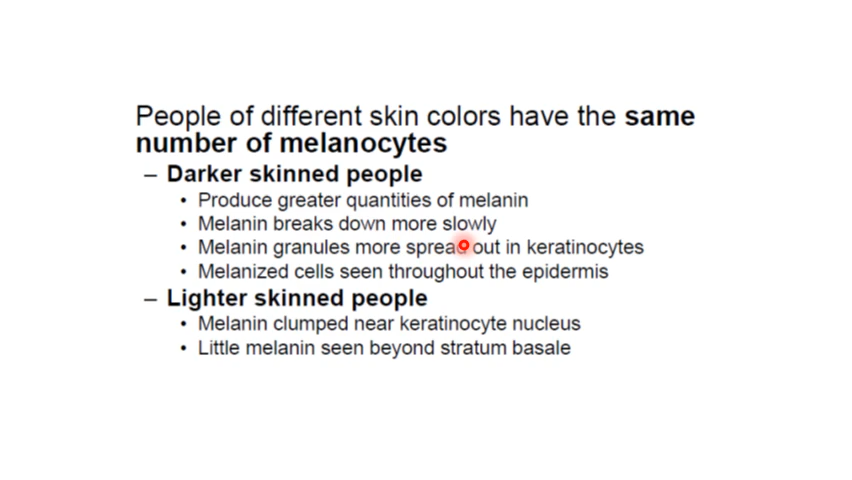 People of different skin colors have the same
number of melanocytes
– Darker skinned people
• Produce greater quantities of melanin
• Melanin breaks down more slowly
• Melanin granules more spread out in keratinocytes
• Melanized cells seen throughout the epidermis
– Lighter skinned people
• Melanin clumped near keratinocyte nucleus
• Little melanin seen beyond stratum basale